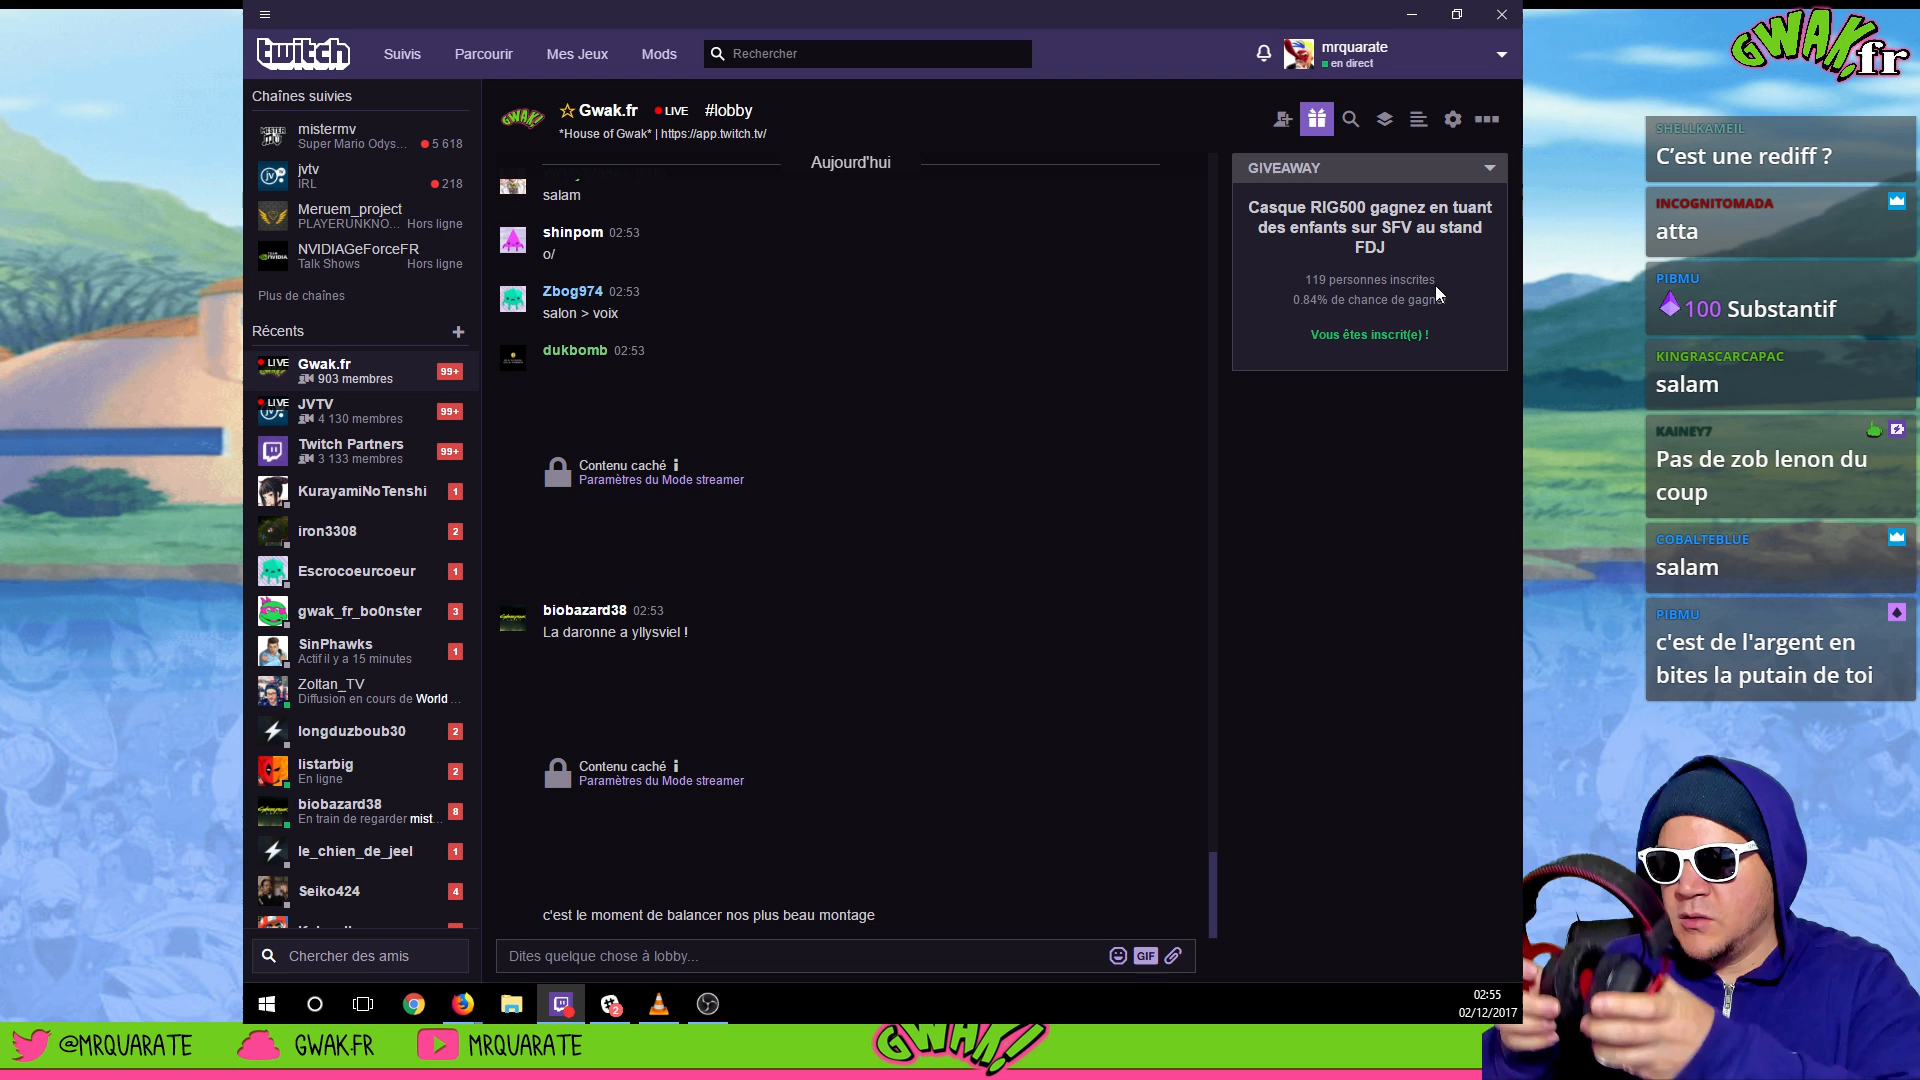 twitch
Suivis
Parcourir
Mes Jeux
Mods
Rechercher
mrquarate
en direct
GWAK.fr
Chaînes suivies
mistermv
Super Mario Odys...
5 618
jvtv
IRL
218
Meruem_project
PLAYERUNKNO...
Hors ligne
NVIDIAGeForceFR
Talk Shows
Hors ligne
Plus de chaînes
Récents
LIVE
Gwak.fr
903 membres
99+
LIVE
JVTV
4 130 membres
99+
Twitch Partners
3 133 membres
99+
KurayamiNoTenshi
1
iron3308
2
Escrocoeurcoeur
1
gwak_fr_bo0nster
3
SinPhawks
Actif il y a 15 minutes
1
Zoltan_TV
Diffusion en cours de World ...
longduzboub30
2
listarbig
En ligne
2
biobazard38
En train de regarder mist...
8
le_chien_de_jeel
1
Seiko424
4
Chercher des amis
GWAK!
Gwak.fr
LIVE
#lobby
*House of Gwak* | https://app.twitch.tv/
Aujourd'hui
salam
shinpom 02:53
o/
Zbog974 02:53
salon > voix
dukbomb 02:53
Contenu caché
Paramètres du Mode streamer
biobazard38 02:53
La daronne a yllysviel !
Contenu caché
Paramètres du Mode streamer
c'est le moment de balancer nos plus beau montage
Dites quelque chose à lobby...
GIF
GIVEAWAY
Casque RIG500 gagnez en tuant
des enfants sur SFV au stand
FDJ
119 personnes inscrites
0.84% de chance de gagn
Vous êtes inscrit(e) !
SHELLKAMEIL
C'est une rediff ?
INCOGNITOMADA
atta
PIBMU
100 Substantif
KINGRASCARCAPAC
salam
KAINEY7
Pas de zob lenon du
coup
COBALTEBLUE
salam
PIBMU
c'est de l'argent en
bites la putain de toi
2
02:55
02/12/2017
@MRQUARATE
GWAK.FR
MRQUARATE
GWAK!